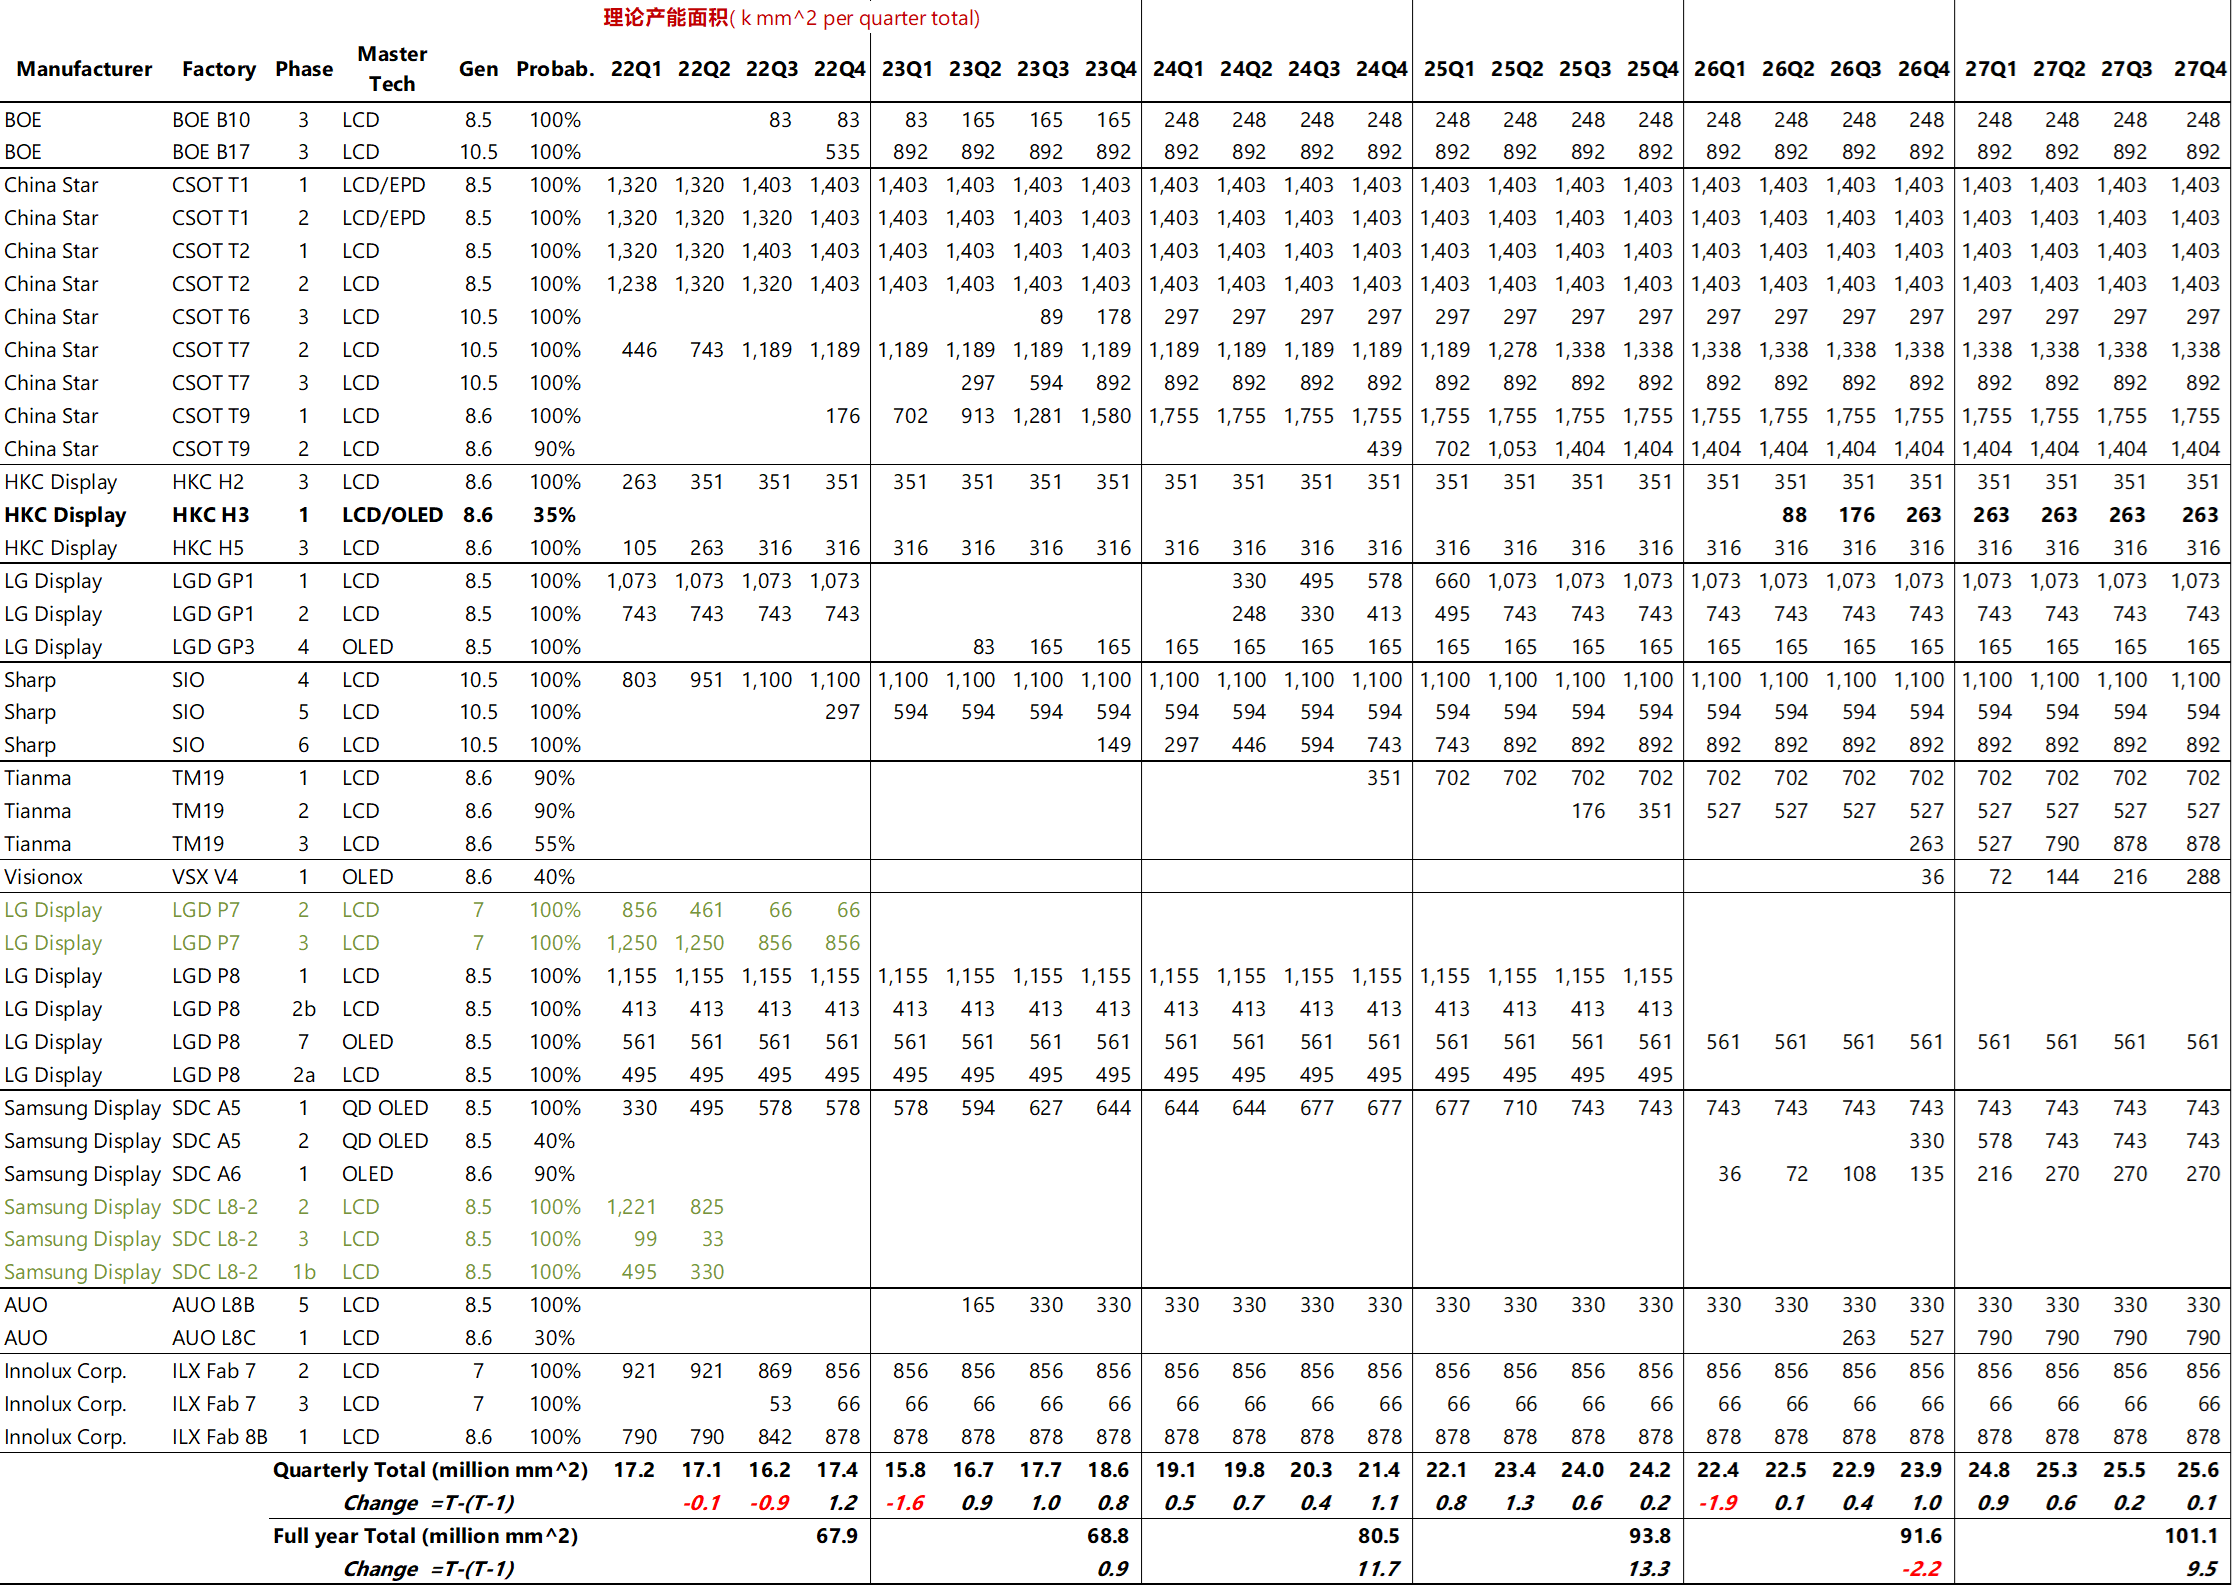 理论产能面积( k mm^2 per quarter total)
Manufacturer Factory Phase Master Tech Gen Probab. 22Q1 22Q2 22Q3 22Q4 23Q1 23Q2 23Q3 23Q4 24Q1 24Q2 24Q3 24Q4 25Q1 25Q2 25Q3 25Q4 26Q1 26Q2 26Q3 26Q4 27Q1 27Q2 27Q3 27Q4
BOE BOE B10 3 LCD 8.5 100% 83 83 83 165 165 165 248 248 248 248 248 248 248 248 248 248 248 248 248 248 248 248
BOE BOE B17 3 LCD 10.5 100% 535 892 892 892 892 892 892 892 892 892 892 892 892 892 892 892 892 892 892 892 892
China Star CSOT T1 1 LCD/EPD 8.5 100% 1,320 1,320 1,403 1,403 1,403 1,403 1,403 1,403 1,403 1,403 1,403 1,403 1,403 1,403 1,403 1,403 1,403 1,403 1,403 1,403 1,403 1,403 1,403 1,403
China Star CSOT T1 2 LCD/EPD 8.5 100% 1,320 1,320 1,320 1,403 1,403 1,403 1,403 1,403 1,403 1,403 1,403 1,403 1,403 1,403 1,403 1,403 1,403 1,403 1,403 1,403 1,403 1,403 1,403 1,403
China Star CSOT T2 1 LCD 8.5 100% 1,320 1,320 1,403 1,403 1,403 1,403 1,403 1,403 1,403 1,403 1,403 1,403 1,403 1,403 1,403 1,403 1,403 1,403 1,403 1,403 1,403 1,403 1,403 1,403
China Star CSOT T2 2 LCD 8.5 100% 1,238 1,320 1,320 1,403 1,403 1,403 1,403 1,403 1,403 1,403 1,403 1,403 1,403 1,403 1,403 1,403 1,403 1,403 1,403 1,403 1,403 1,403 1,403 1,403
China Star CSOT T6 3 LCD 10.5 100% 89 178 297 297 297 297 297 297 297 297 297 297 297 297 297 297 297 297
China Star CSOT T7 2 LCD 10.5 100% 446 743 1,189 1,189 1,189 1,189 1,189 1,189 1,189 1,189 1,189 1,189 1,189 1,278 1,338 1,338 1,338 1,338 1,338 1,338 1,338 1,338 1,338 1,338
China Star CSOT T7 3 LCD 10.5 100% 297 594 892 892 892 892 892 892 892 892 892 892 892 892 892 892 892 892 892
China Star CSOT T9 1 LCD 8.6 100% 176 702 913 1,281 1,580 1,755 1,755 1,755 1,755 1,755 1,755 1,755 1,755 1,755 1,755 1,755 1,755 1,755 1,755 1,755 1,755
China Star CSOT T9 2 LCD 8.6 90% 439 702 1,053 1,404 1,404 1,404 1,404 1,404 1,404 1,404 1,404 1,404 1,404
HKC Display HKC H2 3 LCD 8.6 100% 263 351 351 351 351 351 351 351 351 351 351 351 351 351 351 351 351 351 351 351 351 351 351 351
HKC Display HKC H3 1 LCD/OLED 8.6 35% 88 176 263 263 263 263 263
HKC Display HKC H5 3 LCD 8.6 100% 105 263 316 316 316 316 316 316 316 316 316 316 316 316 316 316 316 316 316 316 316 316 316 316
LG Display LGD GP1 1 LCD 8.5 100% 1,073 1,073 1,073 1,073 330 495 578 660 1,073 1,073 1,073 1,073 1,073 1,073 1,073 1,073 1,073 1,073 1,073
LG Display LGD GP1 2 LCD 8.5 100% 743 743 743 743 248 330 413 495 743 743 743 743 743 743 743 743 743 743 743
LG Display LGD GP3 4 OLED 8.5 100% 83 165 165 165 165 165 165 165 165 165 165 165 165 165 165 165 165 165 165
Sharp SIO 4 LCD 10.5 100% 803 951 1,100 1,100 1,100 1,100 1,100 1,100 1,100 1,100 1,100 1,100 1,100 1,100 1,100 1,100 1,100 1,100 1,100 1,100 1,100 1,100 1,100 1,100
Sharp SIO 5 LCD 10.5 100% 297 594 594 594 594 594 594 594 594 594 594 594 594 594 594 594 594 594 594 594 594
Sharp SIO 6 LCD 10.5 100% 149 297 446 594 743 743 892 892 892 892 892 892 892 892 892 892 892
Tianma TM19 1 LCD 8.6 90% 351 702 702 702 702 702 702 702 702 702 702 702 702
Tianma TM19 2 LCD 8.6 90% 176 351 527 527 527 527 527 527 527 527
Tianma TM19 3 LCD 8.6 55% 263 527 790 878 878
Visionox VSX V4 1 OLED 8.6 40% 36 72 144 216 288
LG Display LGD P7 2 LCD 7 100% 856 461 66 66
LG Display LGD P7 3 LCD 7 100% 1,250 1,250 856 856
LG Display LGD P8 1 LCD 8.5 100% 1,155 1,155 1,155 1,155 1,155 1,155 1,155 1,155 1,155 1,155 1,155 1,155 1,155 1,155 1,155 1,155
LG Display LGD P8 2b LCD 8.5 100% 413 413 413 413 413 413 413 413 413 413 413 413 413 413 413 413
LG Display LGD P8 7 OLED 8.5 100% 561 561 561 561 561 561 561 561 561 561 561 561 561 561 561 561 561 561 561 561 561 561 561 561
LG Display LGD P8 2a LCD 8.5 100% 495 495 495 495 495 495 495 495 495 495 495 495 495 495 495 495
Samsung Display SDC A5 1 QD OLED 8.5 100% 330 495 578 578 578 594 627 644 644 644 677 677 677 710 743 743 743 743 743 743 743 743 743 743
Samsung Display SDC A5 2 QD OLED 8.5 40% 330 578 743 743 743
Samsung Display SDC A6 1 OLED 8.6 90% 36 72 108 135 216 270 270 270
Samsung Display SDC L8-2 2 LCD 8.5 100% 1,221 825
Samsung Display SDC L8-2 3 LCD 8.5 100% 99 33
Samsung Display SDC L8-2 1b LCD 8.5 100% 495 330
AUO AUO L8B 5 LCD 8.5 100% 165 330 330 330 330 330 330 330 330 330 330 330 330 330 330 330 330 330 330
AUO AUO L8C 1 LCD 8.6 30% 263 527 790 790 790 790
Innolux Corp. ILX Fab 7 2 LCD 7 100% 921 921 869 856 856 856 856 856 856 856 856 856 856 856 856 856 856 856 856 856 856 856 856 856
Innolux Corp. ILX Fab 7 3 LCD 7 100% 53 66 66 66 66 66 66 66 66 66 66 66 66 66 66 66 66 66 66 66 66 66
Innolux Corp. ILX Fab 8B 1 LCD 8.6 100% 790 790 842 878 878 878 878 878 878 878 878 878 878 878 878 878 878 878 878 878 878 878 878 878
Quarterly Total (million mm^2) 17.2 17.1 16.2 17.4 15.8 16.7 17.7 18.6 19.1 19.8 20.3 21.4 22.1 23.4 24.0 24.2 22.4 22.5 22.9 23.9 24.8 25.3 25.5 25.6
Change =T-(T-1) -0.1 -0.9 1.2 -1.6 0.9 1.0 0.8 0.5 0.7 0.4 1.1 0.8 1.3 0.6 0.2 -1.9 0.1 0.4 1.0 0.9 0.6 0.2 0.1
Full year Total (million mm^2) 67.9 68.8 80.5 93.8 91.6 101.1
Change =T-(T-1) 0.9 11.7 13.3 -2.2 9.5